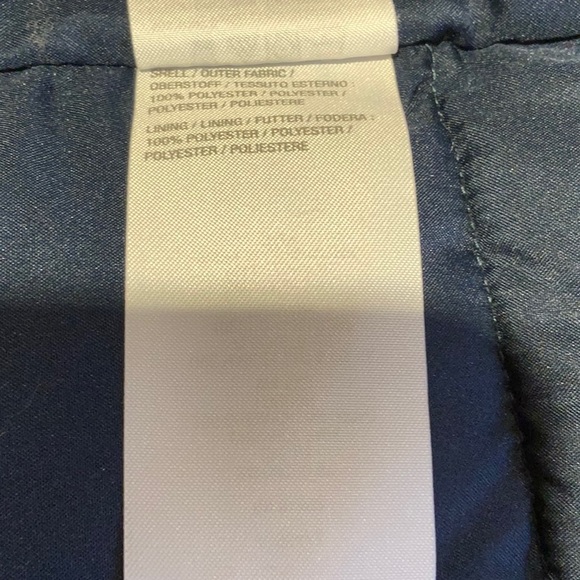 SHELL / OUTER FABRIC /
OBERSTOFF / TESSUTO ESTERNO :
100% POLYESTER / POLYESTER /
POLYESTER / POLIESTERE
LINING / LINING / FUTTER / FODERA :
100% POLYESTER / POLYESTER /
POLYESTER / POLIESTERE